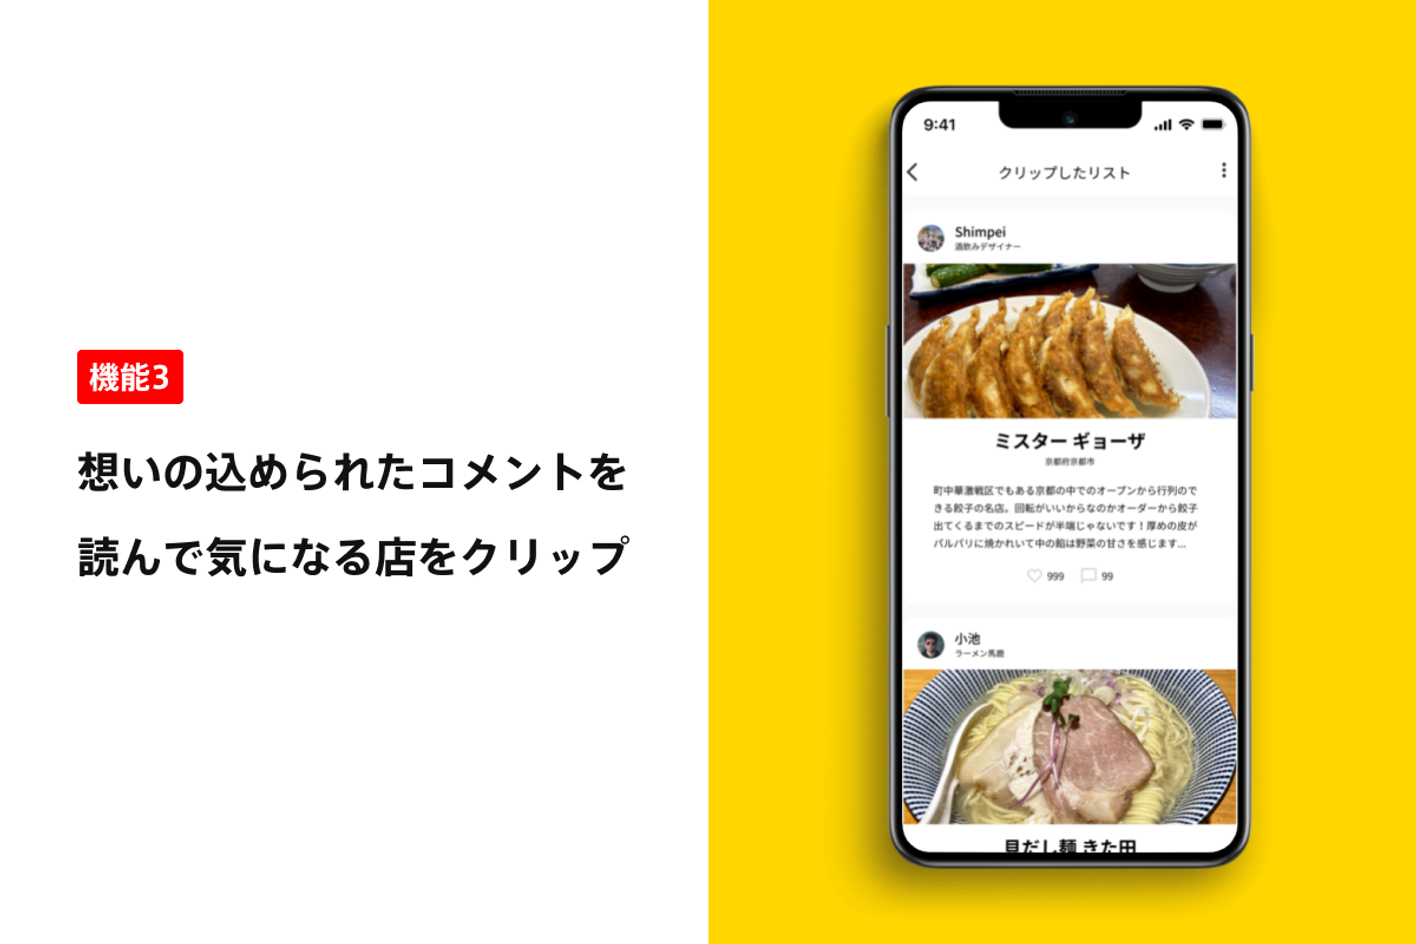 機能3
想いの込められたコメントを
読んで気になる店をクリップ
9:41
クリップしたリスト
Shimpei
酒飲みデザイナー
ミスター ギョーザ
京都府京都市
町中華激戦区でもある京都の中でのオープンから行列ので
きる餃子の名店。回転がいいからなのかオーダーから餃子
出てくるまでのスピードが半端じゃないです！厚めの皮が
パルパリに焼かれいて中の餡は野菜の甘さを感じます...
999 99
小池
ラーメン馬鹿
貝だし麺 きた田